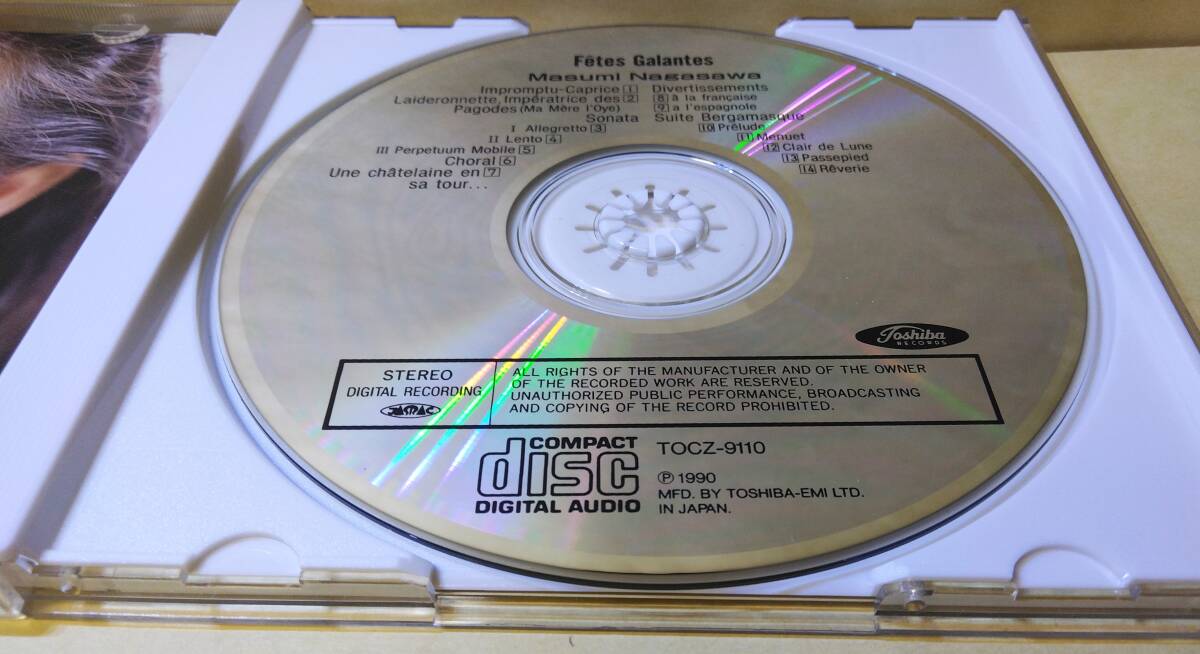 Fêtes Galantes
Masumi Nagasawa
Impromptu-Caprice 1
Laideronnette, Impératrice des 2
Pagodes (Ma Mère l'Oye)
Sonata
I Allegretto 3
II Lento 4
III Perpetuum Mobile 5
Choral 6
Une châtelaine en 7
sa tour...
Divertissements
8 à la française
9 a l'espagnole
Suite Bergamasque
10 Prélude
11 Menuet
12 Clair de Lune
13 Passepied
14 Rêverie
Toshiba
RECORDS
STEREO
DIGITAL RECORDING
JASRAC
ALL RIGHTS OF THE MANUFACTURER AND OF THE OWNER
OF THE RECORDED WORK ARE RESERVED.
UNAUTHORIZED PUBLIC PERFORMANCE, BROADCASTING
AND COPYING OF THE RECORD PROHIBITED.
COMPACT
disc
DIGITAL AUDIO
TOCZ-9110
Ⓟ 1990
MFD. BY TOSHIBA-EMI LTD.
IN JAPAN.